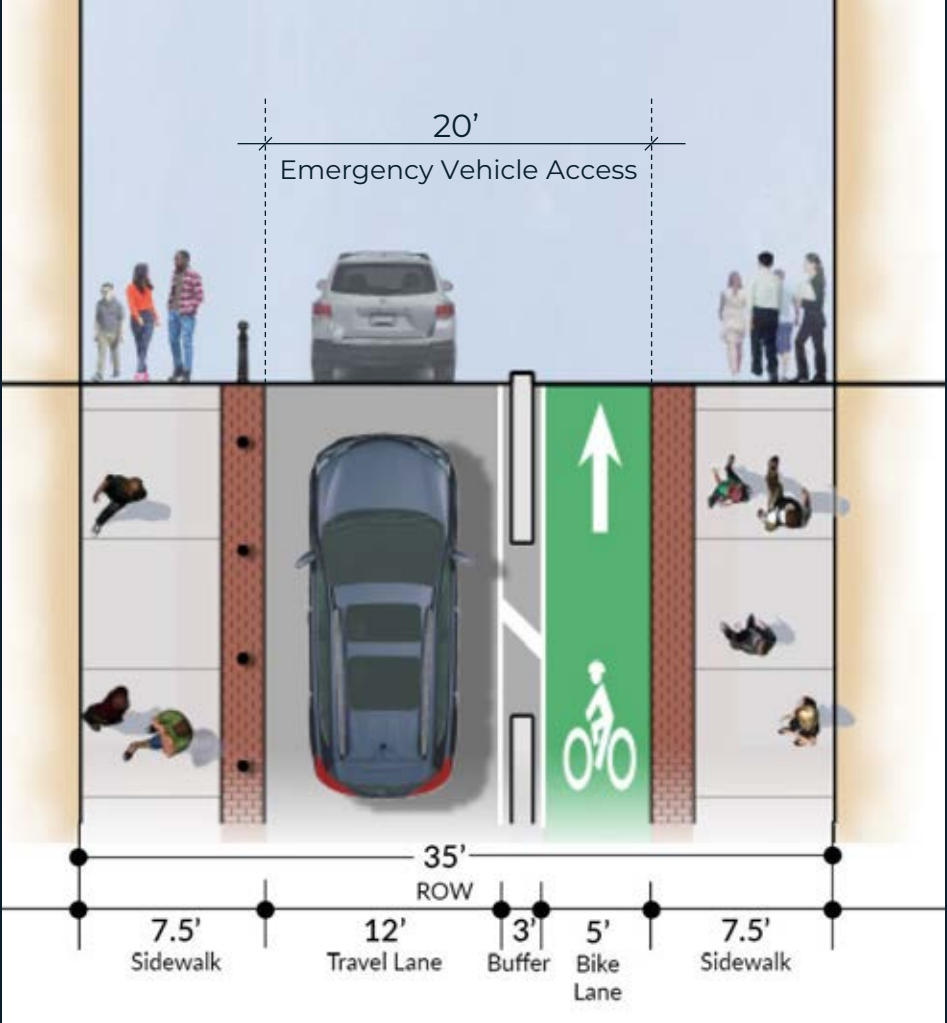 20’
Emergency Vehicle Access
35’
ROW
7.5’
Sidewalk
12’
Travel Lane
3’
Buffer
5’
Bike
Lane
7.5’
Sidewalk